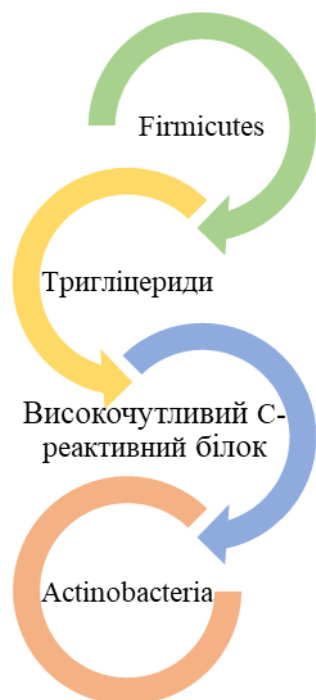 Firmicutes
Тригліцериди
Високочутливий С-
реактивний білок
Actinobacteria